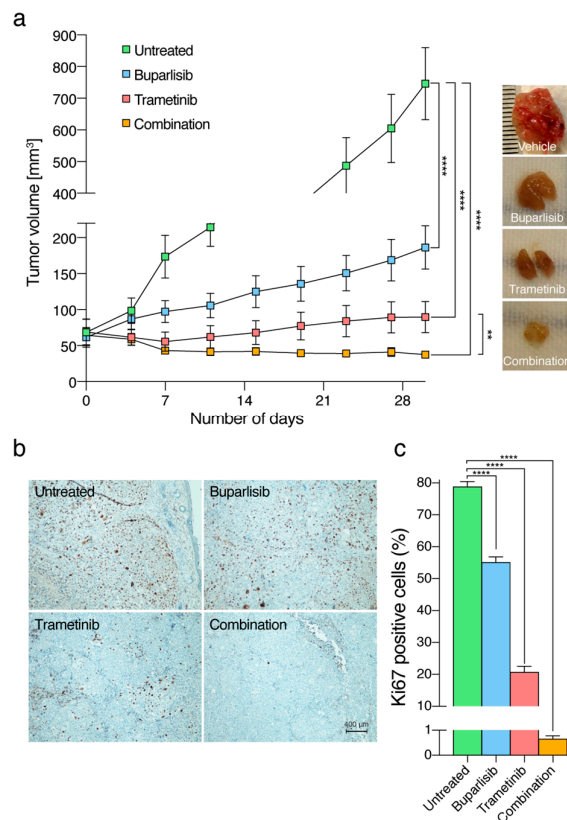 a
900
800
700
600
500
400
200
150
100
50
0
Tumor volume [mm³]
Untreated
Buparlisib
Trametinib
Combination
0
7
14
21
28
Number of days
****
****
****
**
Vehicle
Buparlisib
Trametinib
Combination
b
Untreated
Buparlisib
Trametinib
Combination
400 µm
c
****
****
****
80
70
60
50
40
30
20
10
1
0
Ki67 positive cells (%)
Untreated
Buparlisib
Trametinib
Combination